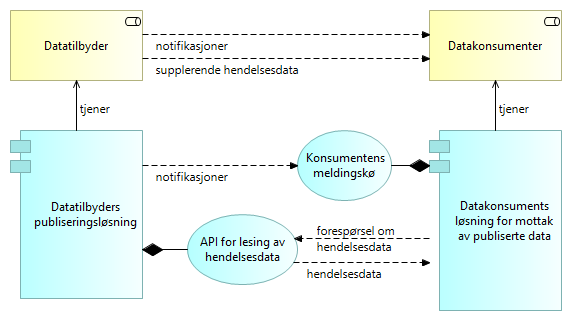 Datatilbyder
notifikasjoner
supplerende hendelsesdata
Datakonsumenter
tjener
tjener
Datatilbyders
publiseringsløsning
notifikasjoner
Konsumentens
meldingskø
Datakonsuments
løsning for mottak
av publiserte data
API for lesing av
hendelsesdata
forespørsel om
hendelsesdata
hendelsesdata